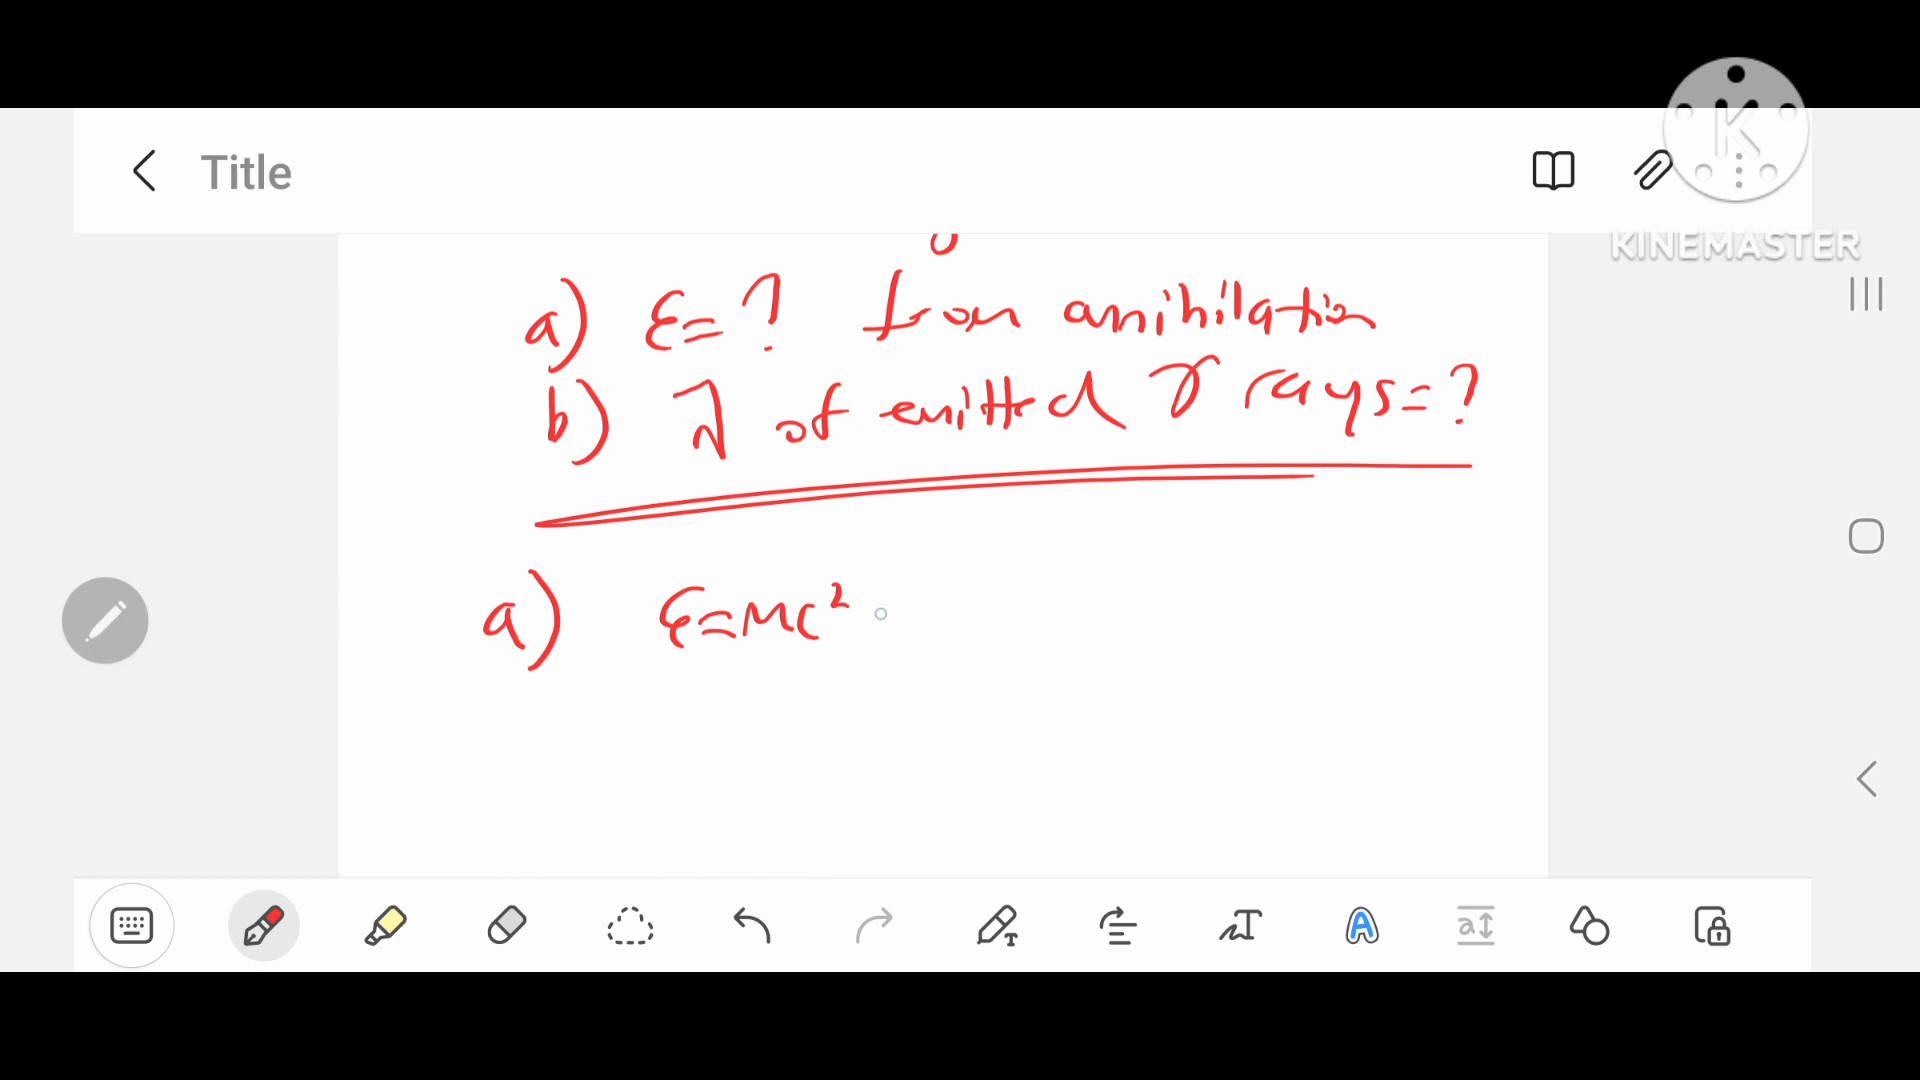 Title
KINEMASTER
a) E=? from anihilation
b) λ of emitted γ rays=?
a) E=mc²